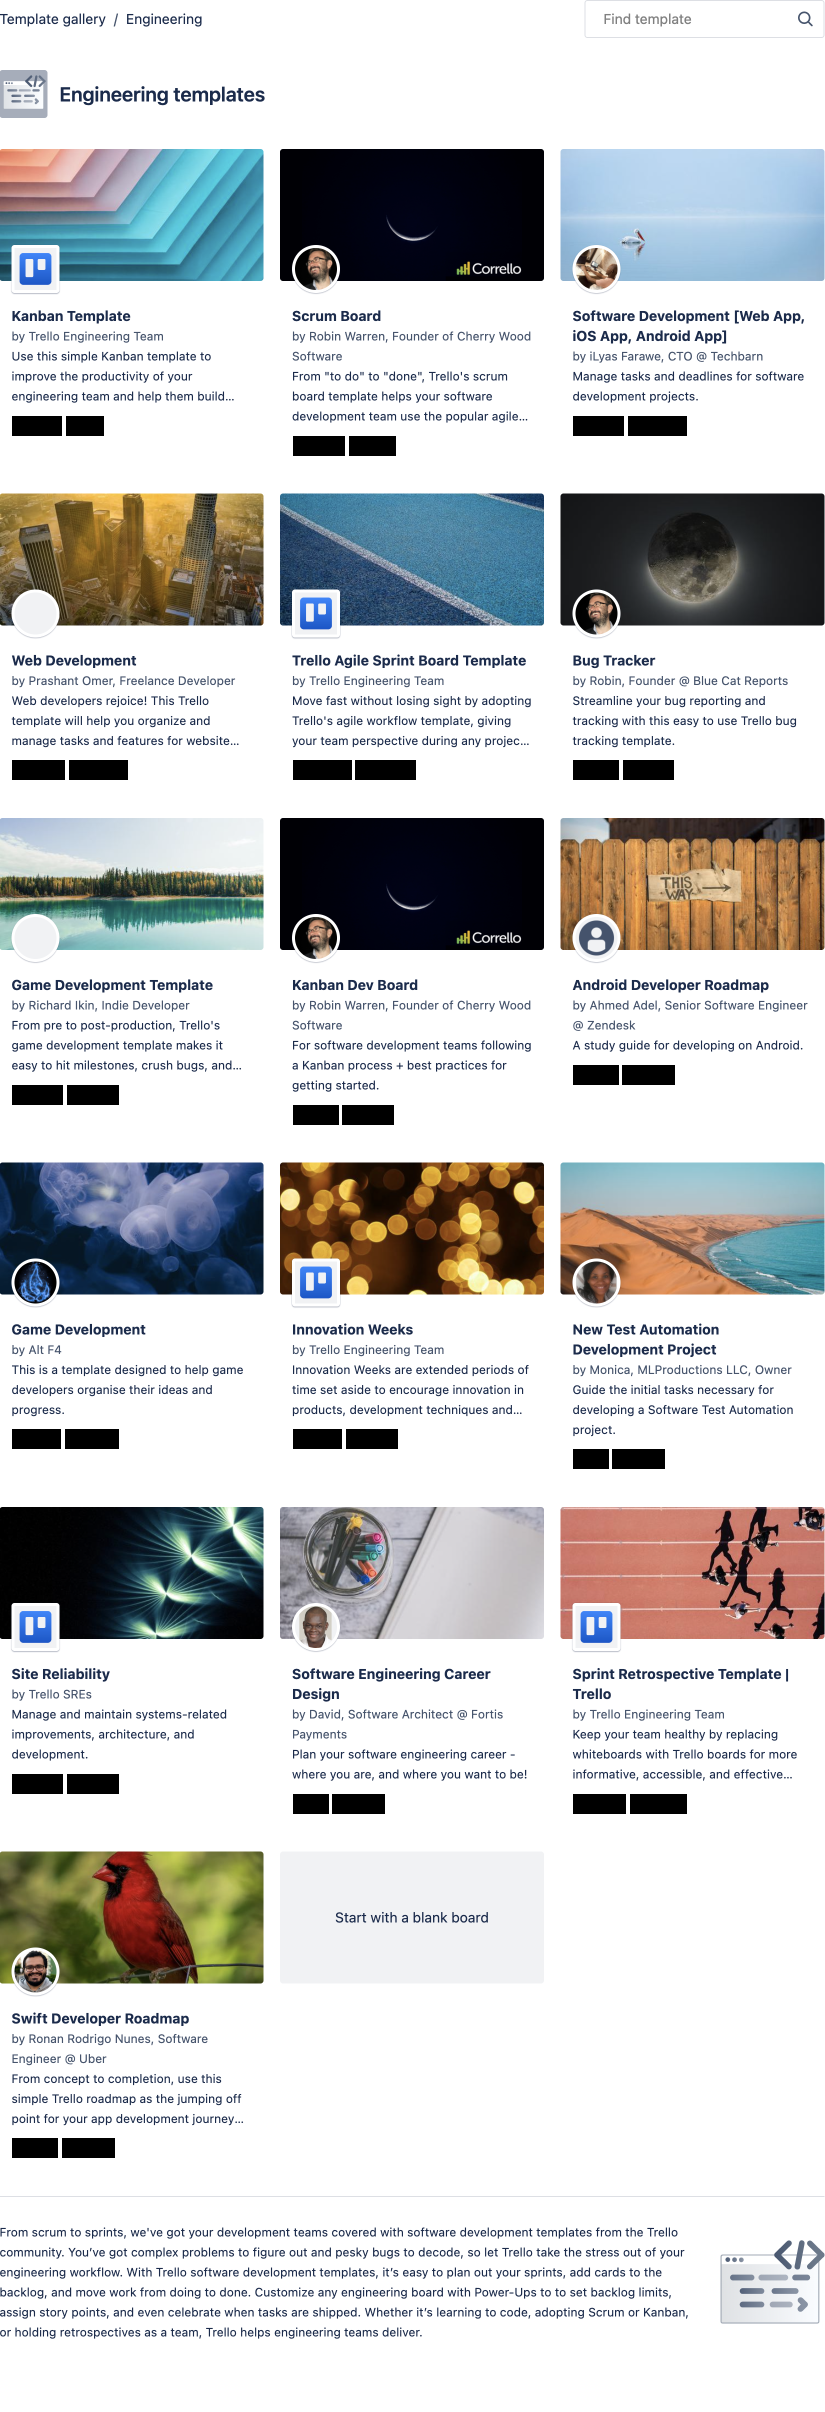 Template gallery / Engineering
Find template
Engineering templates
Corrello
Kanban Template
by Trello Engineering Team
Use this simple Kanban template to
improve the productivity of your
engineering team and help them build...
Scrum Board
by Robin Warren, Founder of Cherry Wood
Software
From "to do" to "done", Trello's scrum
board template helps your software
development team use the popular agile...
Software Development [Web App,
iOS App, Android App]
by iLyas Farawe, CTO @ Techbarn
Manage tasks and deadlines for software
development projects.
Web Development
by Prashant Omer, Freelance Developer
Web developers rejoice! This Trello
template will help you organize and
manage tasks and features for website...
Trello Agile Sprint Board Template
by Trello Engineering Team
Move fast without losing sight by adopting
Trello's agile workflow template, giving
your team perspective during any projec...
Bug Tracker
by Robin, Founder @ Blue Cat Reports
Streamline your bug reporting and
tracking with this easy to use Trello bug
tracking template.
Corrello
THIS
WAY
Game Development Template
by Richard Ikin, Indie Developer
From pre to post-production, Trello's
game development template makes it
easy to hit milestones, crush bugs, and...
Kanban Dev Board
by Robin Warren, Founder of Cherry Wood
Software
For software development teams following
a Kanban process + best practices for
getting started.
Android Developer Roadmap
by Ahmed Adel, Senior Software Engineer
@ Zendesk
A study guide for developing on Android.
Game Development
by Alt F4
This is a template designed to help game
developers organise their ideas and
progress.
Innovation Weeks
by Trello Engineering Team
Innovation Weeks are extended periods of
time set aside to encourage innovation in
products, development techniques and...
New Test Automation
Development Project
by Monica, MLProductions LLC, Owner
Guide the initial tasks necessary for
developing a Software Test Automation
project.
Site Reliability
by Trello SREs
Manage and maintain systems-related
improvements, architecture, and
development.
Software Engineering Career
Design
by David, Software Architect @ Fortis
Payments
Plan your software engineering career -
where you are, and where you want to be!
Sprint Retrospective Template |
Trello
by Trello Engineering Team
Keep your team healthy by replacing
whiteboards with Trello boards for more
informative, accessible, and effective...
Start with a blank board
Swift Developer Roadmap
by Ronan Rodrigo Nunes, Software
Engineer @ Uber
From concept to completion, use this
simple Trello roadmap as the jumping off
point for your app development journey...
From scrum to sprints, we've got your development teams covered with software development templates from the Trello
community. You’ve got complex problems to figure out and pesky bugs to decode, so let Trello take the stress out of your
engineering workflow. With Trello software development templates, it’s easy to plan out your sprints, add cards to the
backlog, and move work from doing to done. Customize any engineering board with Power-Ups to to set backlog limits,
assign story points, and even celebrate when tasks are shipped. Whether it’s learning to code, adopting Scrum or Kanban,
or holding retrospectives as a team, Trello helps engineering teams deliver.